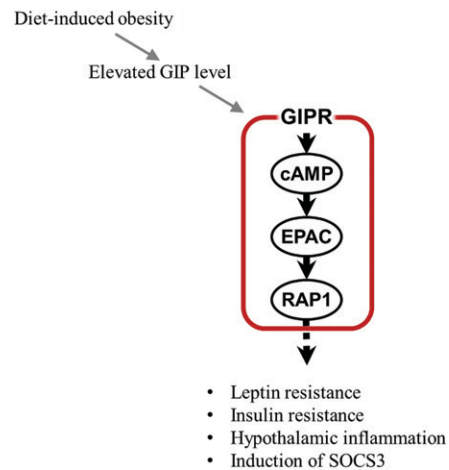 Diet-induced obesity
Elevated GIP level
GIPR
cAMP
EPAC
RAP1
• Leptin resistance
• Insulin resistance
• Hypothalamic inflammation
• Induction of SOCS3